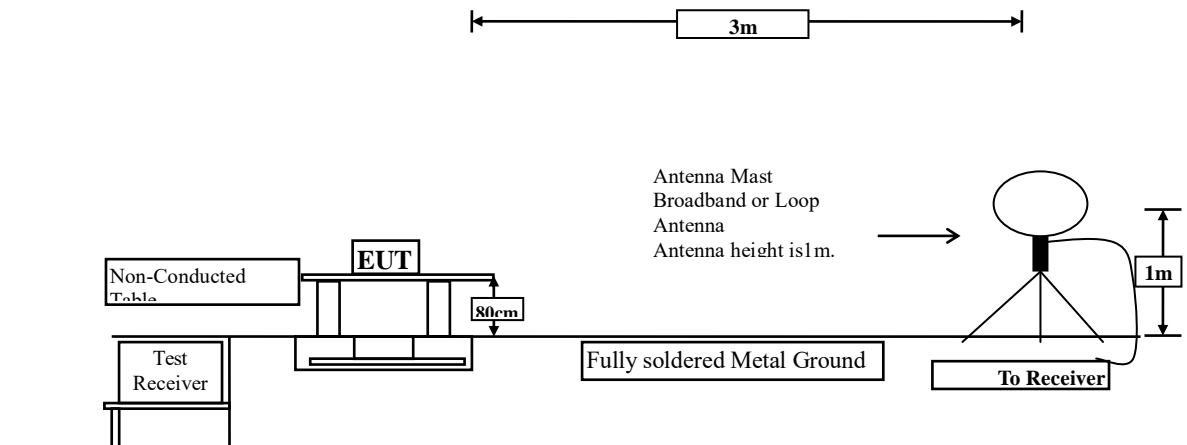 3m
Antenna Mast
Broadband or Loop
Antenna
Antenna height is1m.
EUT
Non-Conducted
Table
80cm
1m
Test
Receiver
Fully soldered Metal Ground
To Receiver